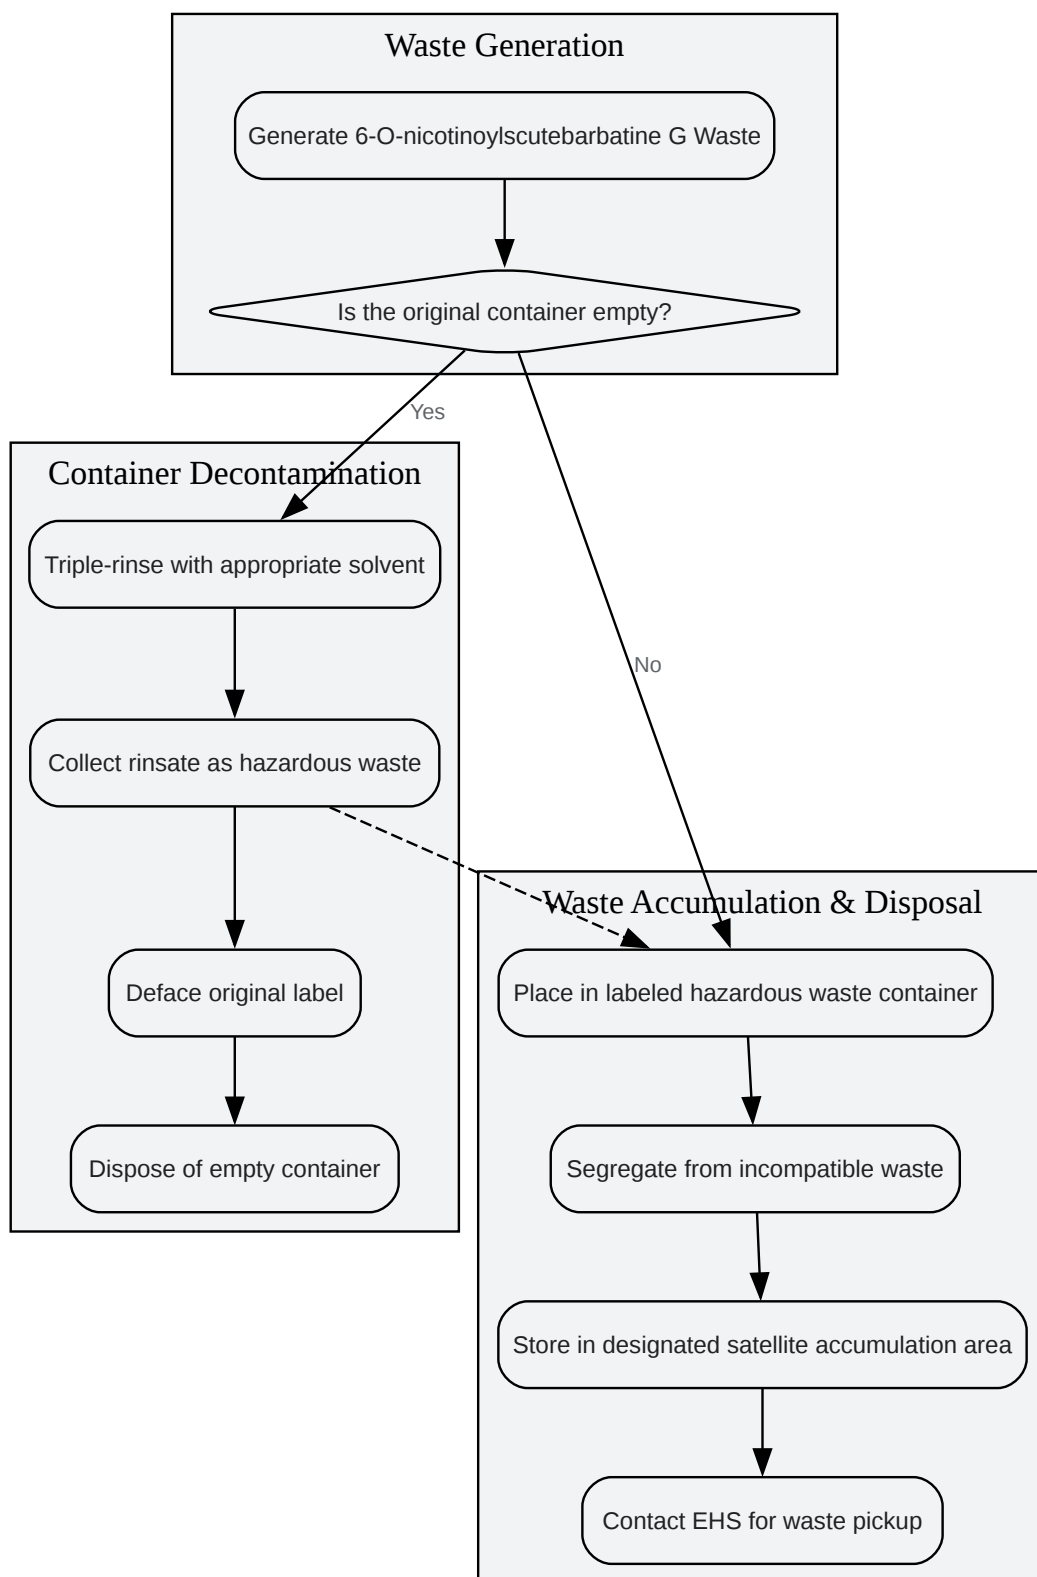 Waste Generation
Generate 6-O-nicotinoylscutebarbatine G Waste
Is the original container empty?
Yes
Container Decontamination
Triple-rinse with appropriate solvent
Collect rinsate as hazardous waste
Deface original label
Dispose of empty container
No
Waste Accumulation & Disposal
Place in labeled hazardous waste container
Segregate from incompatible waste
Store in designated satellite accumulation area
Contact EHS for waste pickup